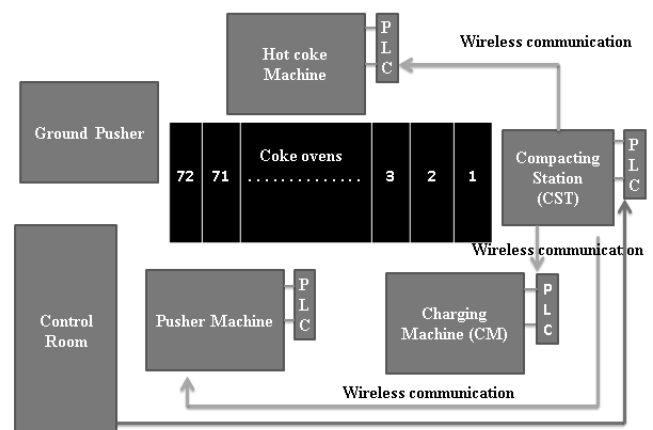 Hot coke
Machine
P
L
C
Wireless communication
Ground Pusher
Coke ovens
72 71 .............. 3 2 1
Compacting
Station
(CST)
P
L
C
Wireless communication
Control
Room
Pusher Machine
P
L
C
Charging
Machine (CM)
P
L
C
Wireless communication